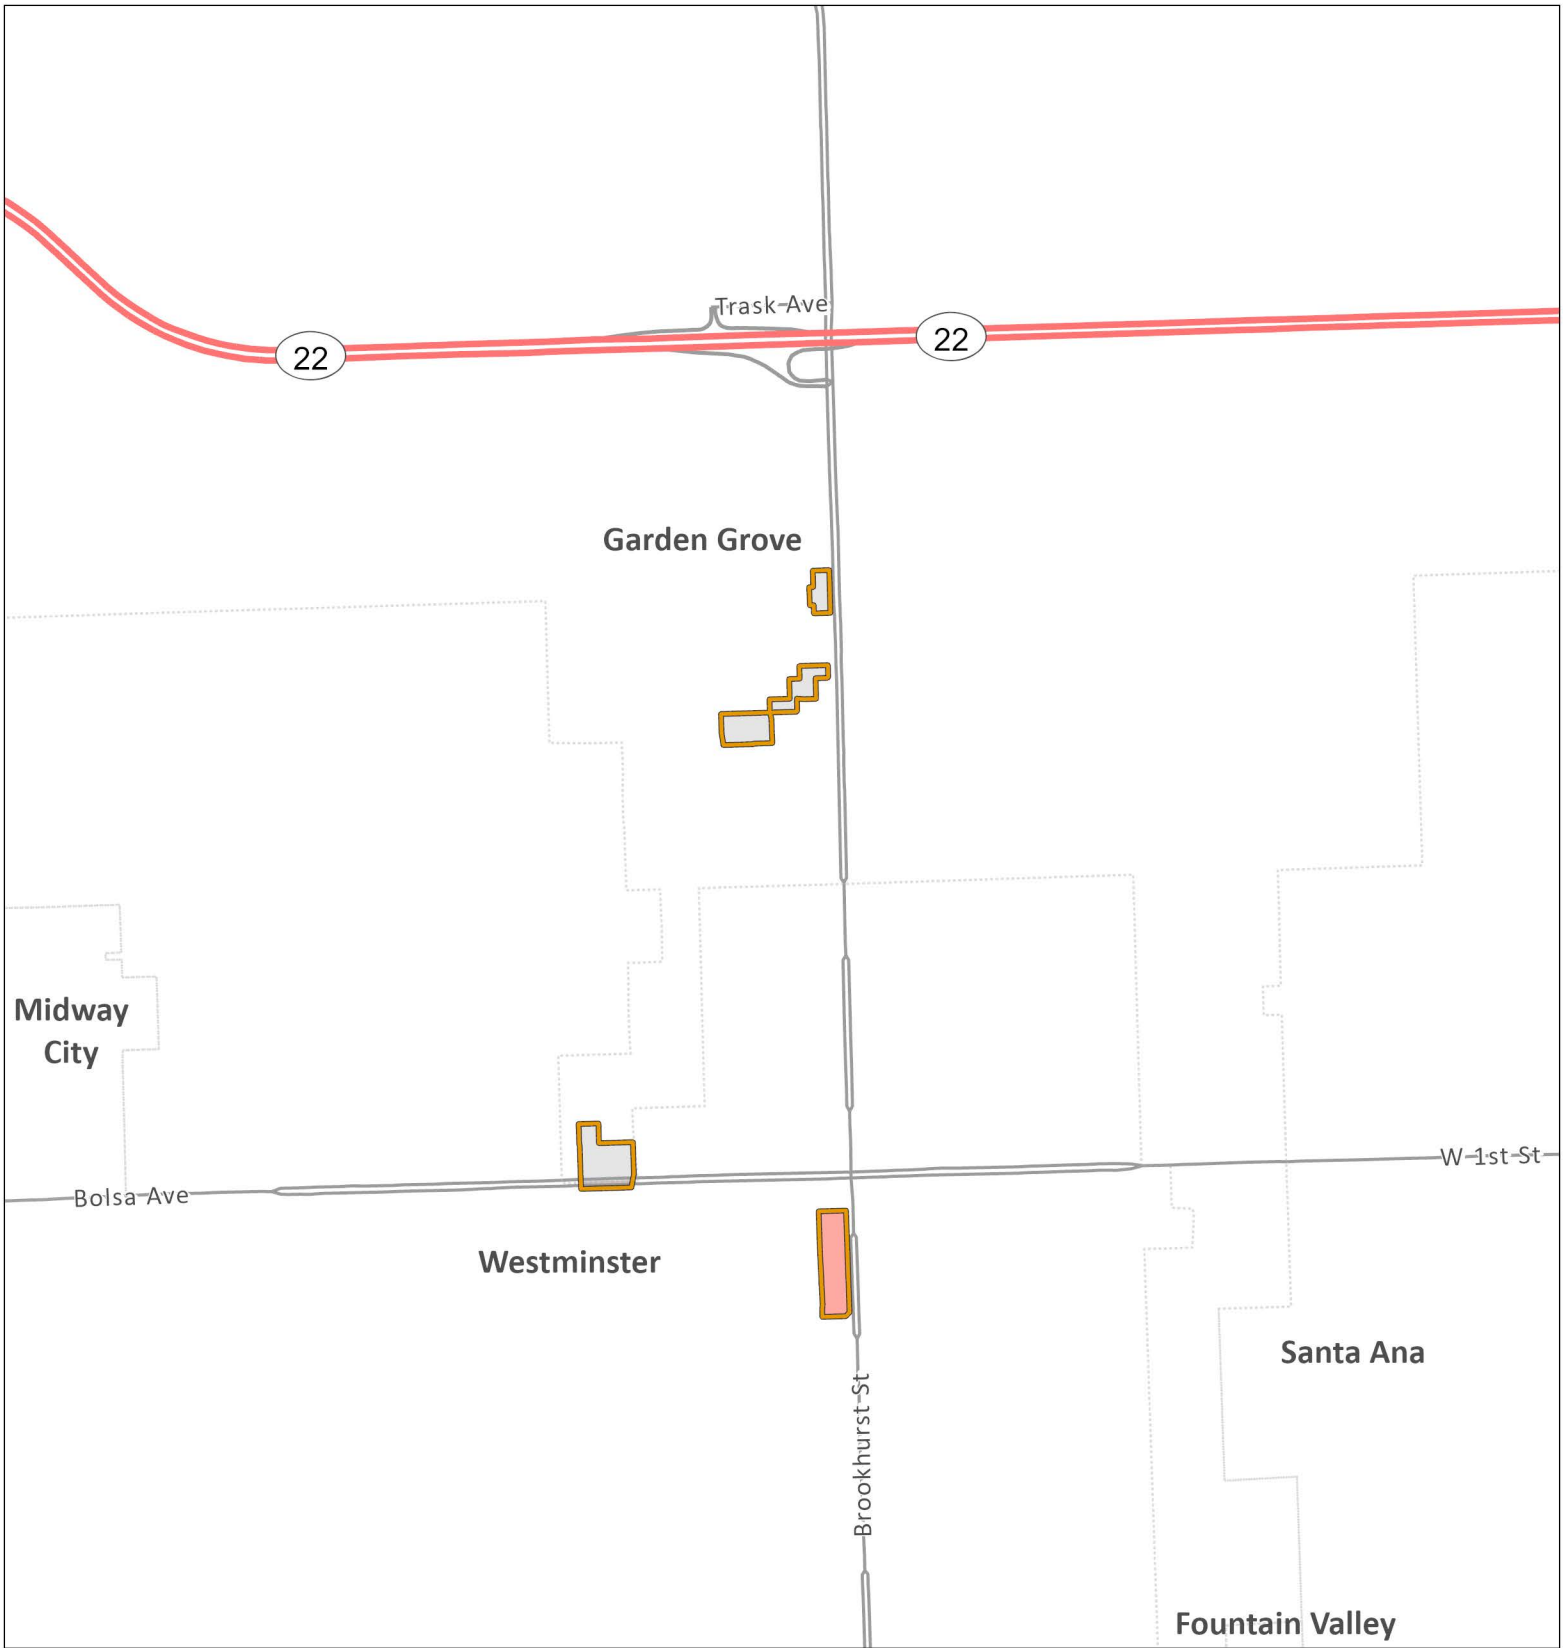 Trask Ave
22
22
Garden Grove
Midway
City
W 1st St
Bolsa Ave
Westminster
Santa Ana
Brookhurst St
Fountain Valley